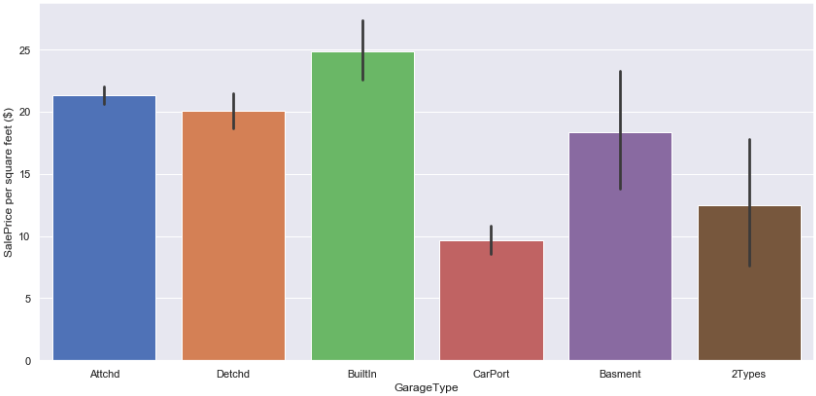 SalePrice per square feet ($)
25
20
15
10
5
0
Attchd Detchd BuiltIn CarPort Basment 2Types
GarageType